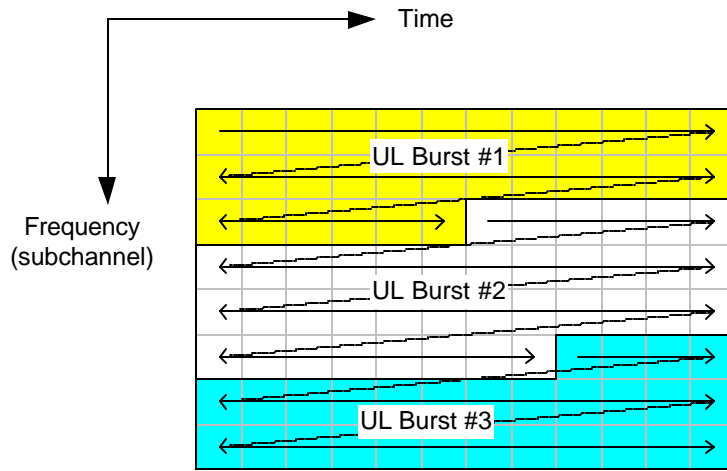 Time
UL Burst #1
Frequency
(subchannel)
UL Burst #2
UL Burst #3